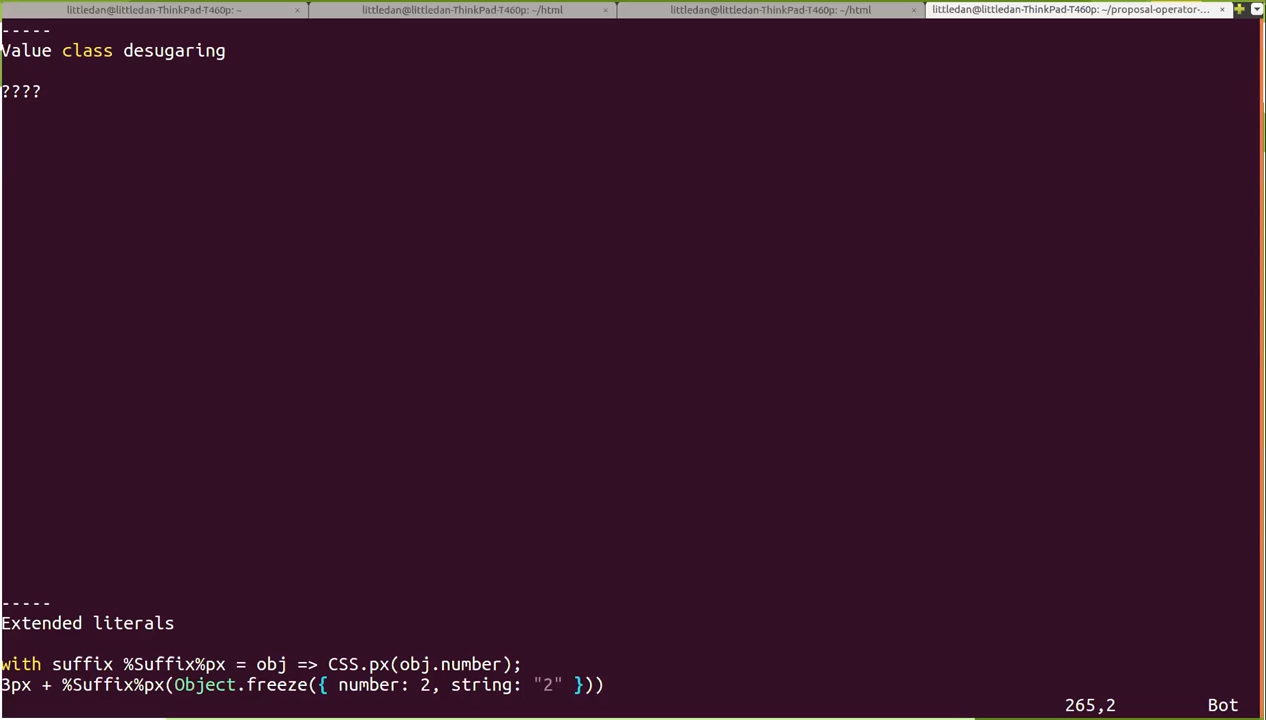 littledan@littledan-ThinkPad-T460p: ~ × littledan@littledan-ThinkPad-T460p: ~/html × littledan@littledan-ThinkPad-T460p: ~/html × littledan@littledan-ThinkPad-T460p: ~/proposal-operator-... ×
-----
Value class desugaring
????
-----
Extended literals
with suffix %Suffix%px = obj => CSS.px(obj.number);
3px + %Suffix%px(Object.freeze({ number: 2, string: "2" }))
265,2 Bot